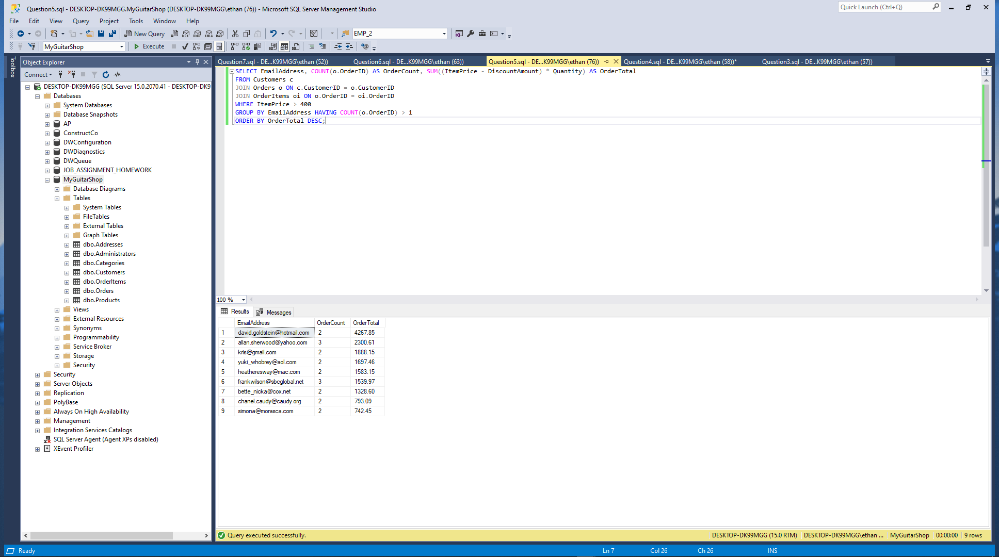 Question5.sql - DESKTOP-DK99MGG.MyGuitarShop (DESKTOP-DK99MGG\ethan (76)) - Microsoft SQL Server Management Studio
Quick Launch (Ctrl+Q)
File Edit View Query Project Tools Window Help
New Query MDX DMX XMLA DAX EMP_2
MyGuitarShop Execute
Toolbox
Object Explorer
Connect
DESKTOP-DK99MGG (SQL Server 15.0.2070.41 - DESKTOP-DK9
Databases
System Databases
Database Snapshots
AP
ConstructCo
DWConfiguration
DWDiagnostics
DWQueue
JOB_ASSIGNMENT_HOMEWORK
MyGuitarShop
Database Diagrams
Tables
System Tables
FileTables
External Tables
Graph Tables
dbo.Addresses
dbo.Administrators
dbo.Categories
dbo.Customers
dbo.OrderItems
dbo.Orders
dbo.Products
Views
External Resources
Synonyms
Programmability
Service Broker
Storage
Security
Security
Server Objects
Replication
PolyBase
Always On High Availability
Management
Integration Services Catalogs
SQL Server Agent (Agent XPs disabled)
XEvent Profiler
Question7.sql - DE...K99MGG\ethan (52)) Question6.sql - DE...K99MGG\ethan (63)) Question5.sql - DE...K99MGG\ethan (76)) Question4.sql - DE...K99MGG\ethan (58))* Question3.sql - DE...K99MGG\ethan (57))
SELECT EmailAddress, COUNT(o.OrderID) AS OrderCount, SUM((ItemPrice - DiscountAmount) * Quantity) AS OrderTotal
FROM Customers c
JOIN Orders o ON c.CustomerID = o.CustomerID
JOIN OrderItems oi ON o.OrderID = oi.OrderID
WHERE ItemPrice > 400
GROUP BY EmailAddress HAVING COUNT(o.OrderID) > 1
ORDER BY OrderTotal DESC;
100 %
Results Messages
EmailAddress OrderCount OrderTotal
1 david.goldstein@hotmail.com 2 4267.85
2 allan.sherwood@yahoo.com 3 2300.61
3 kris@gmail.com 2 1888.15
4 yuki_whobrey@aol.com 2 1697.46
5 heatheresway@mac.com 2 1583.15
6 frankwilson@sbcglobal.net 3 1539.97
7 bette_nicka@cox.net 2 1328.60
8 chanel.caudy@caudy.org 2 793.09
9 simona@morasca.com 2 742.45
Query executed successfully. DESKTOP-DK99MGG (15.0 RTM) DESKTOP-DK99MGG\ethan ... MyGuitarShop 00:00:00 9 rows
Ready Ln 7 Col 26 Ch 26 INS